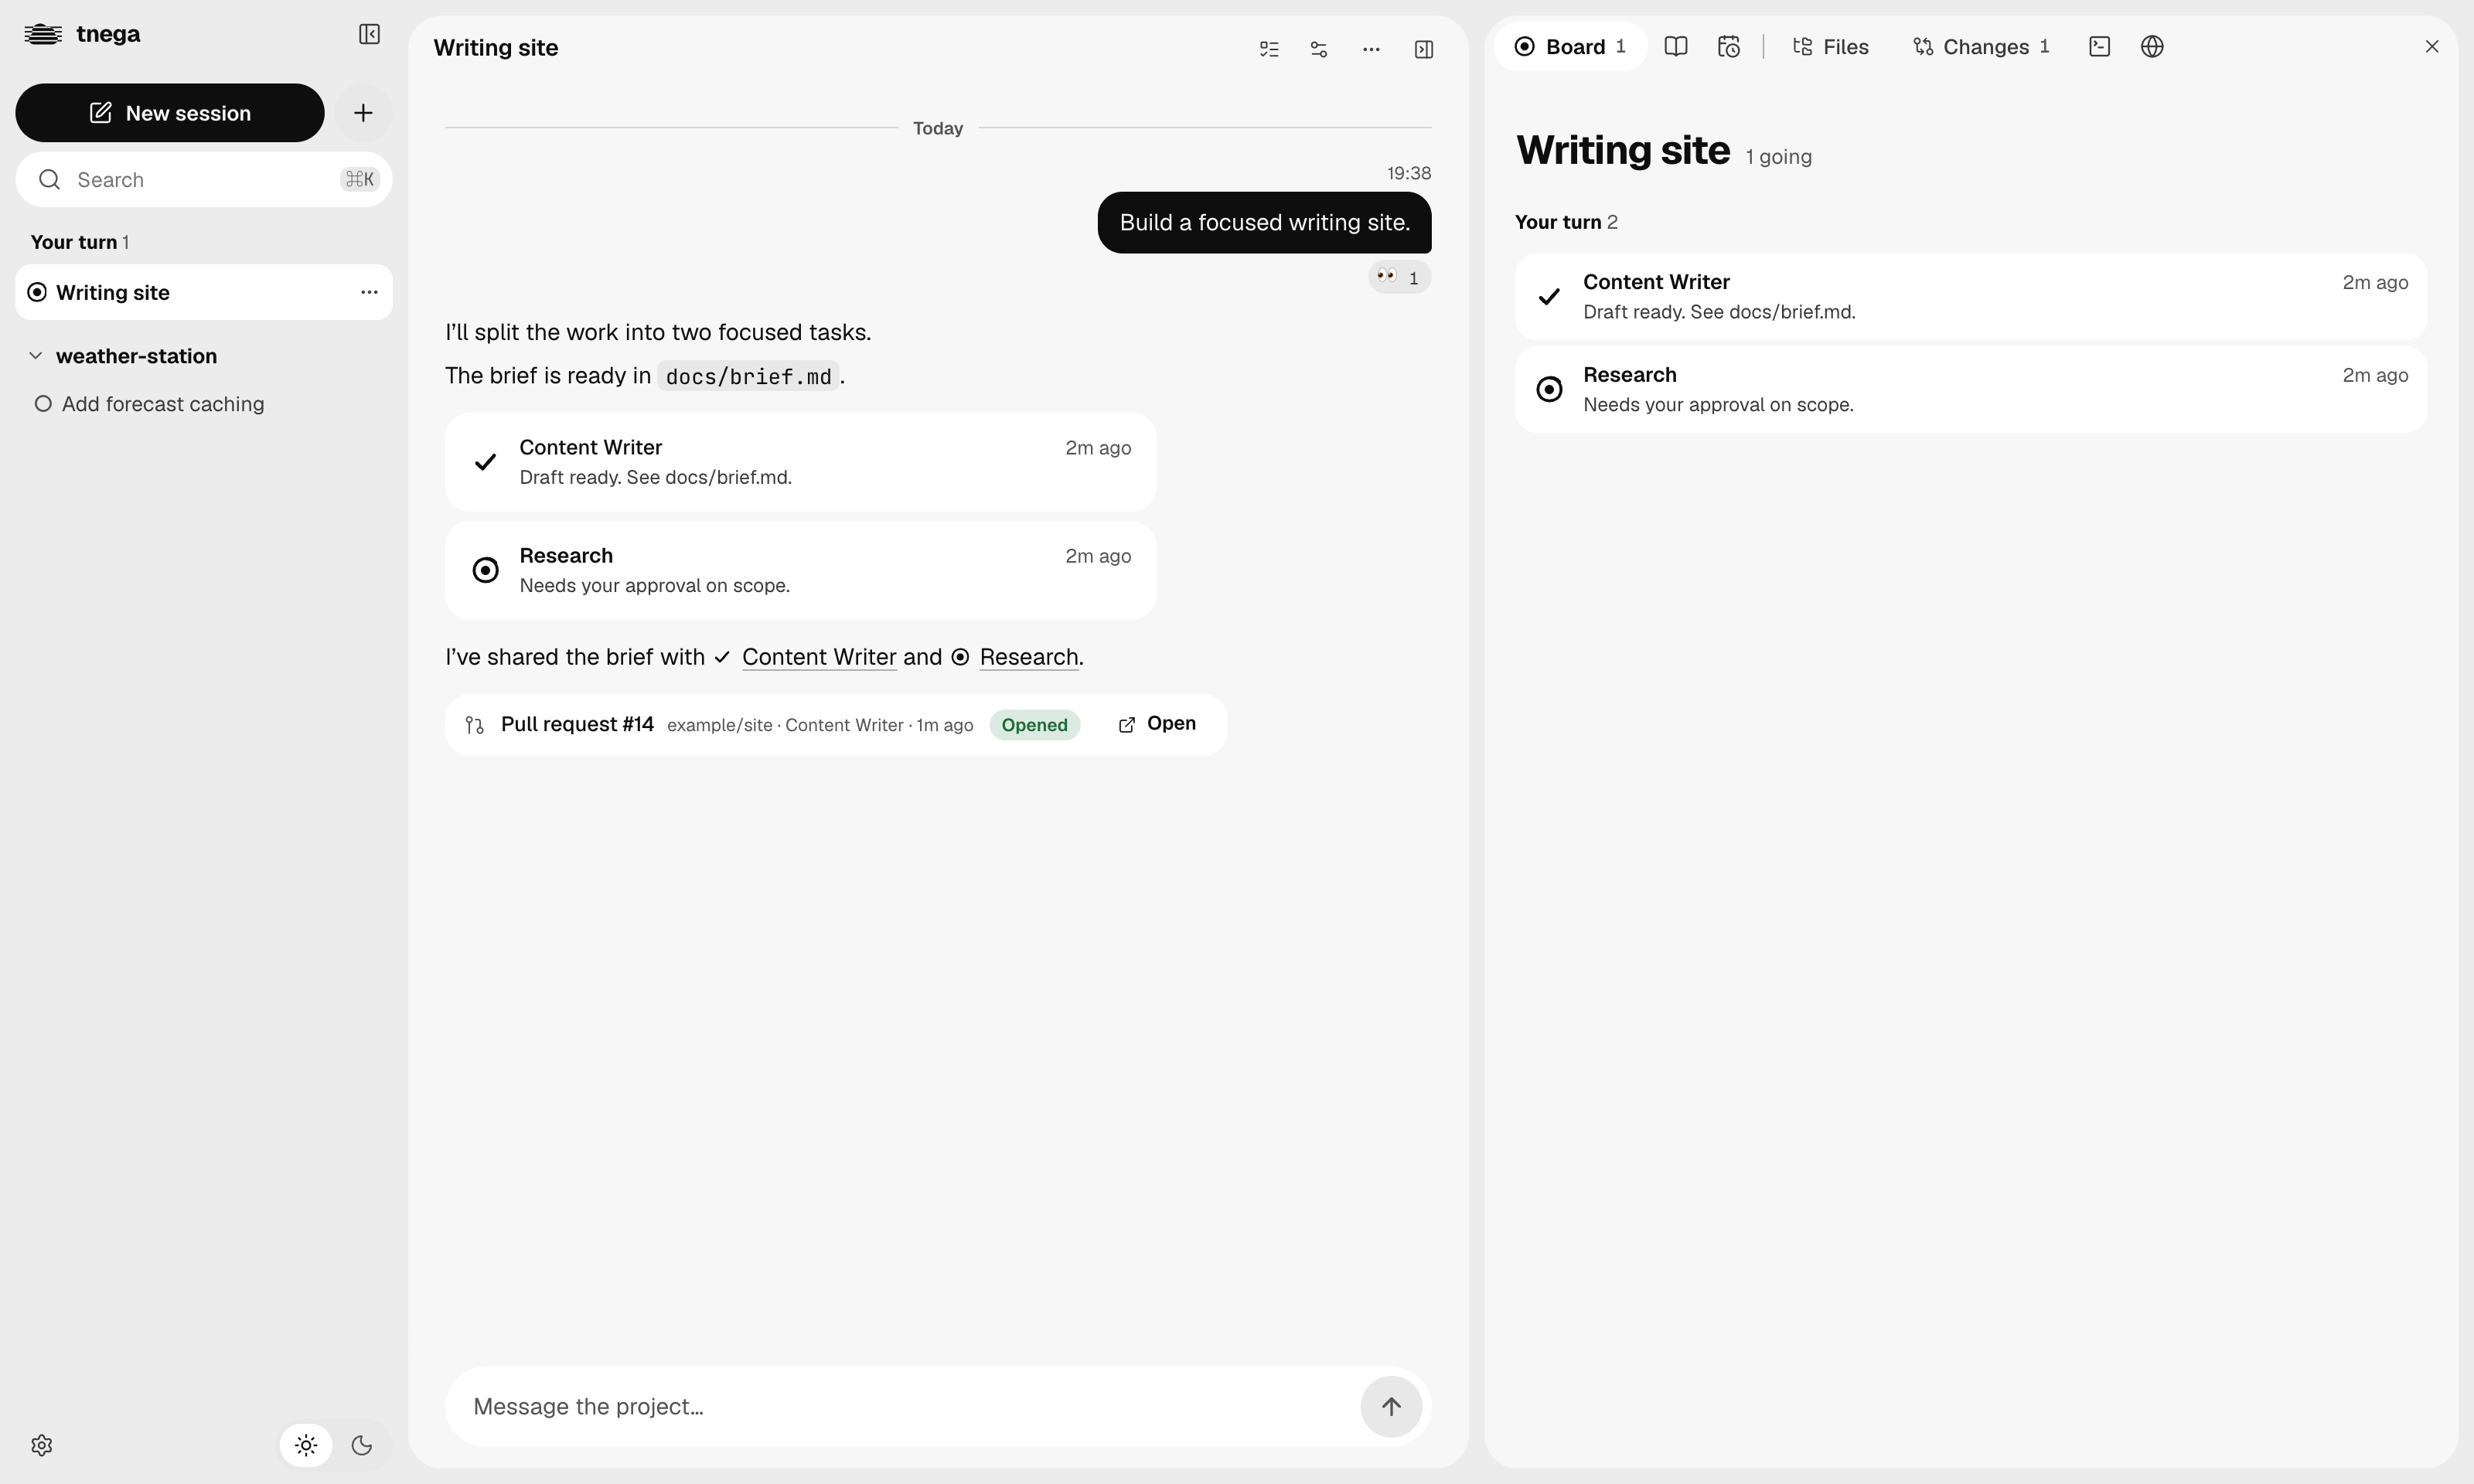 tnega
New session
Search
⌘K
Your turn 1
Writing site
weather-station
Add forecast caching
Writing site
Today
19:38
Build a focused writing site.
👀 1
I’ll split the work into two focused tasks.
The brief is ready in docs/brief.md.
Content Writer
2m ago
Draft ready. See docs/brief.md.
Research
2m ago
Needs your approval on scope.
I’ve shared the brief with ✓ Content Writer and Research.
Pull request #14 example/site · Content Writer · 1m ago Opened Open
Message the project…
Board 1
Files
Changes 1
Writing site 1 going
Your turn 2
Content Writer
2m ago
Draft ready. See docs/brief.md.
Research
2m ago
Needs your approval on scope.